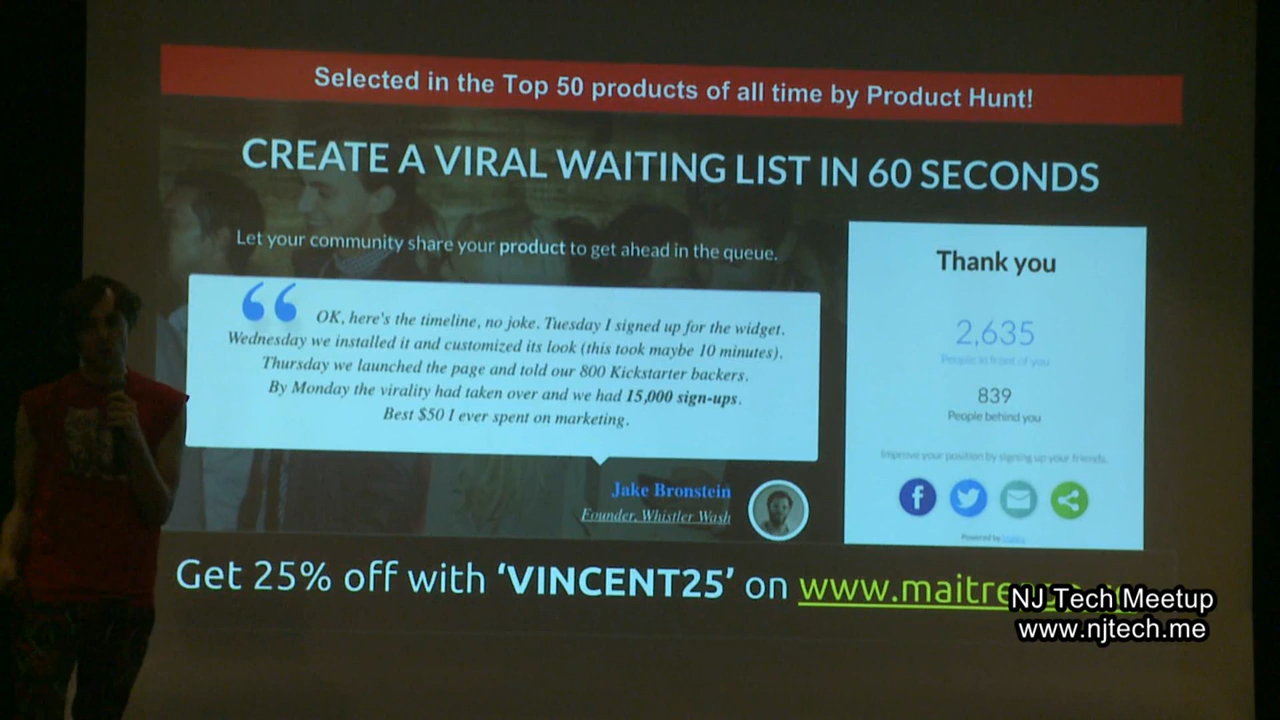 Selected in the Top 50 products of all time by Product Hunt!
CREATE A VIRAL WAITING LIST IN 60 SECONDS
Let your community share your product to get ahead in the queue.
Thank you
2,635
People in front of you
839
People behind you
Improve your position by signing up your friends.
Powered by
“ OK, here's the timeline, no joke. Tuesday I signed up for the widget.
Wednesday we installed it and customized its look (this took maybe 10 minutes).
Thursday we launched the page and told our 800 Kickstarter backers.
By Monday the virality had taken over and we had 15,000 sign-ups.
Best $50 I ever spent on marketing.
Jake Bronstein
Founder, Whistler Wash
Get 25% off with ‘VINCENT25’ on
NJ Tech Meetup
www.njtech.me